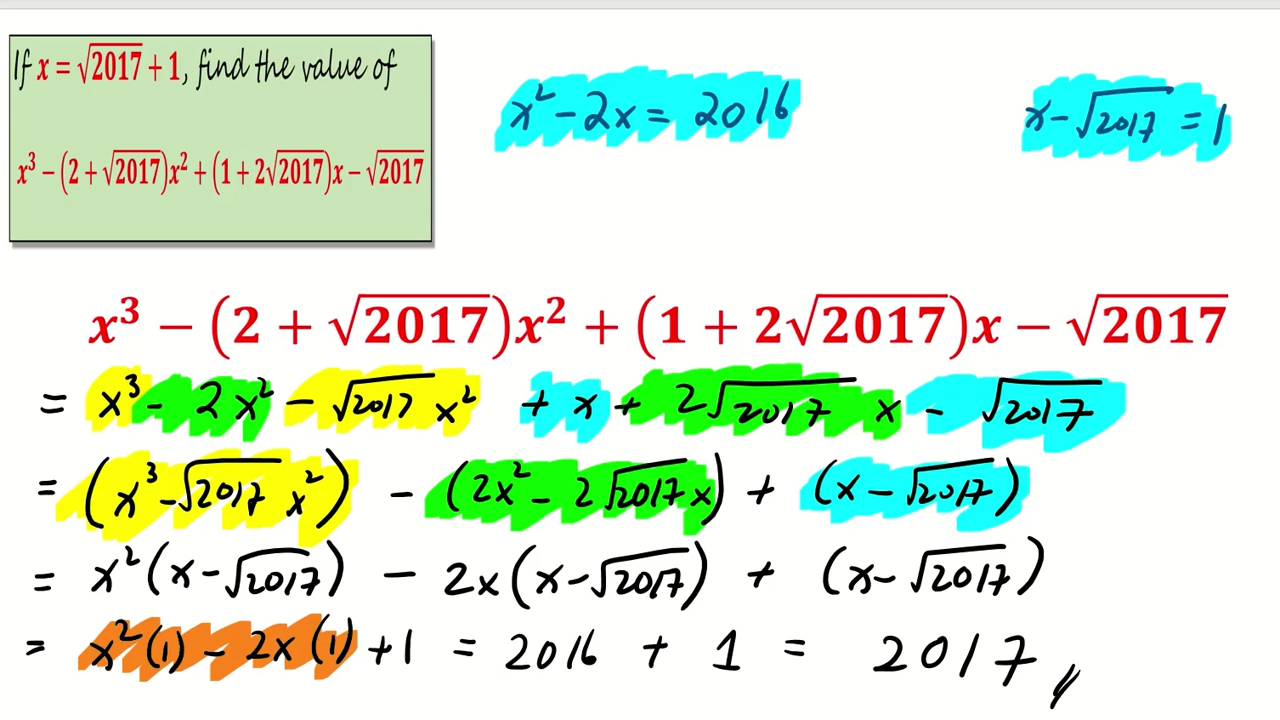 If x = √2017 + 1, find the value of
x³ − (2 + √2017)x² + (1 + 2√2017)x − √2017
x² − 2x = 2016
x − √2017 = 1
x³ − (2 + √2017)x² + (1 + 2√2017)x − √2017
= x³ − 2x² − √2017 x² + x + 2√2017 x − √2017
= (x³ − √2017 x²) − (2x² − 2√2017 x) + (x − √2017)
= x²(x − √2017) − 2x(x − √2017) + (x − √2017)
= x²(1) − 2x(1) + 1 = 2016 + 1 = 2017